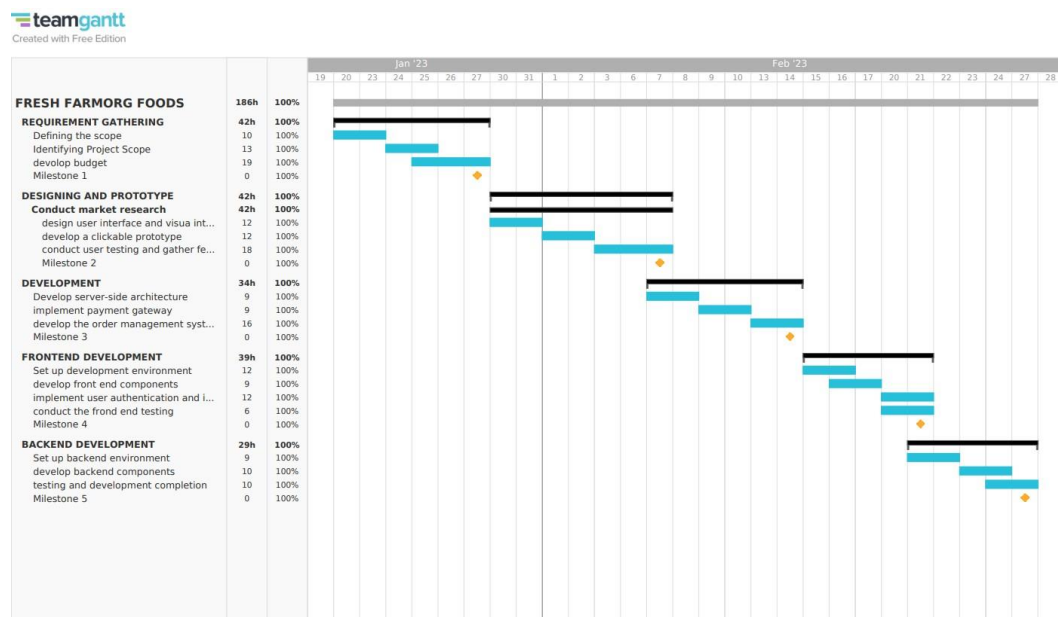 teamgantt
Created with Free Edition
Jan '23 Feb '23
19 20 23 24 25 26 27 30 31 1 2 3 6 7 8 9 10 13 14 15 16 17 20 21 22 23 24 27 28
FRESH FARMORG FOODS 186h 100%
REQUIREMENT GATHERING 42h 100%
Defining the scope 10 100%
Identifying Project Scope 13 100%
devolop budget 19 100%
Milestone 1 0 100%
DESIGNING AND PROTOTYPE 42h 100%
Conduct market research 42h 100%
design user interface and visua int... 12 100%
develop a clickable prototype 12 100%
conduct user testing and gather fe... 18 100%
Milestone 2 0 100%
DEVELOPMENT 34h 100%
Develop server-side architecture 9 100%
implement payment gateway 9 100%
develop the order management syst... 16 100%
Milestone 3 0 100%
FRONTEND DEVELOPMENT 39h 100%
Set up development environment 12 100%
develop front end components 9 100%
implement user authentication and i... 12 100%
conduct the frond end testing 6 100%
Milestone 4 0 100%
BACKEND DEVELOPMENT 29h 100%
Set up backend environment 9 100%
develop backend components 10 100%
testing and development completion 10 100%
Milestone 5 0 100%